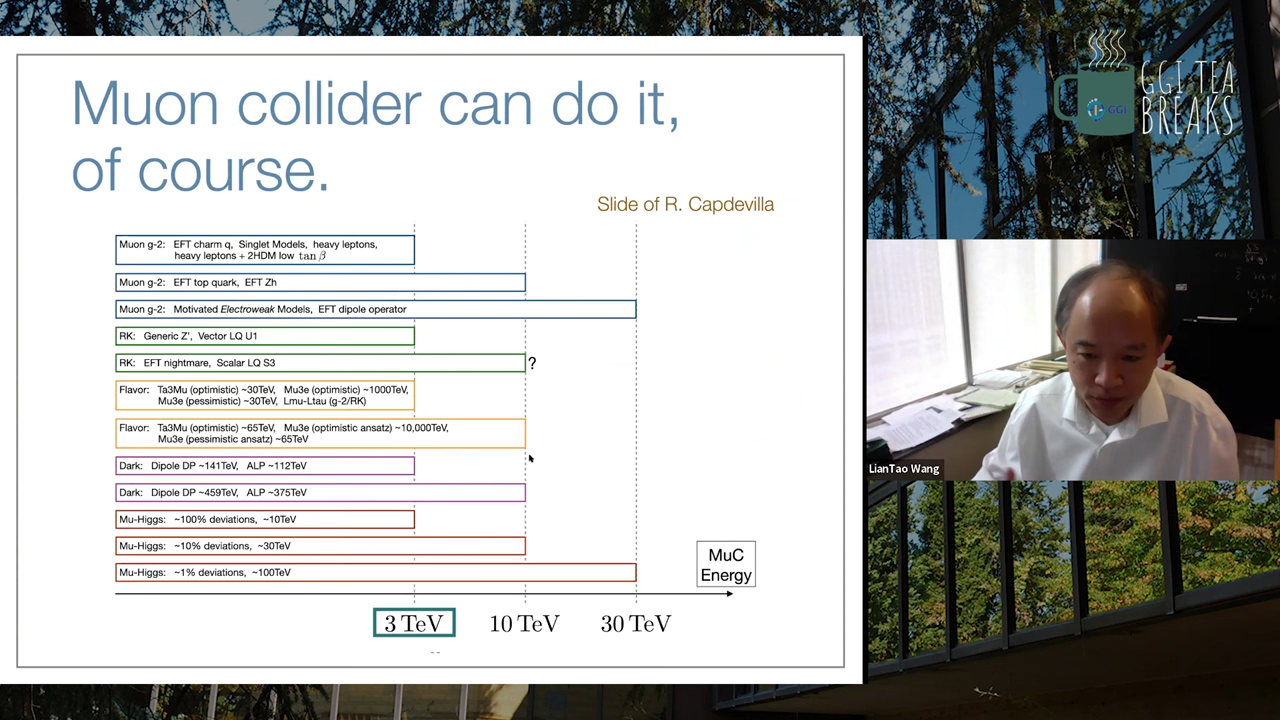 Muon collider can do it,
of course.
Slide of R. Capdevilla
Muon g-2: EFT charm q, Singlet Models, heavy leptons,
heavy leptons + 2HDM low tan β
Muon g-2: EFT top quark, EFT Zh
Muon g-2: Motivated Electroweak Models, EFT dipole operator
RK: Generic Z', Vector LQ U1
RK: EFT nightmare, Scalar LQ S3
?
Flavor: Ta3Mu (optimistic) ~30TeV, Mu3e (optimistic) ~1000TeV,
Mu3e (pessimistic) ~30TeV, Lmu-Ltau (g-2/RK)
Flavor: Ta3Mu (optimistic) ~65TeV, Mu3e (optimistic ansatz) ~10,000TeV,
Mu3e (pessimistic ansatz) ~65TeV
Dark: Dipole DP ~141TeV, ALP ~112TeV
Dark: Dipole DP ~459TeV, ALP ~375TeV
Mu-Higgs: ~100% deviations, ~10TeV
Mu-Higgs: ~10% deviations, ~30TeV
Mu-Higgs: ~1% deviations, ~100TeV
MuC
Energy
3 TeV 10 TeV 30 TeV
GGI
GGI TEA
BREAKS
LianTao Wang